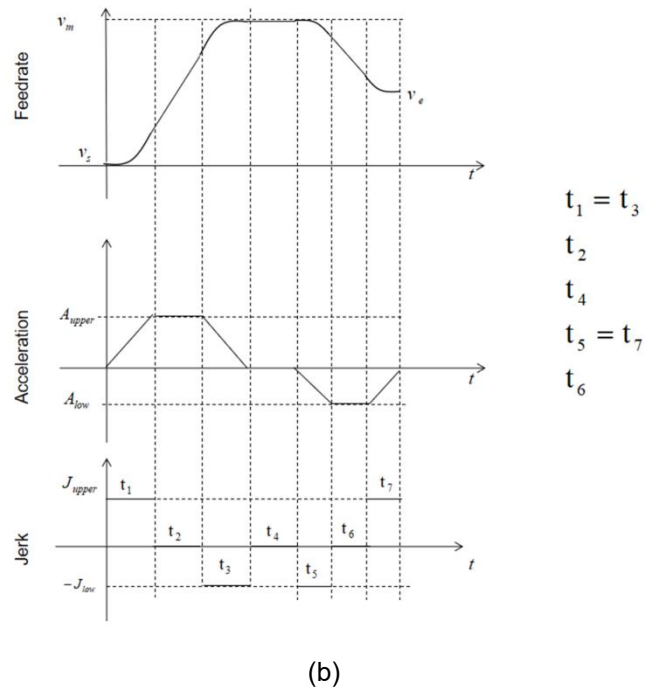 Feedrate
v_m
v_s
v_e
t
Acceleration
A_upper
A_low
t
Jerk
J_upper
-J_low
t_1
t_2
t_3
t_4
t_5
t_6
t_7
t
t_1 = t_3
t_2
t_4
t_5 = t_7
t_6
(b)